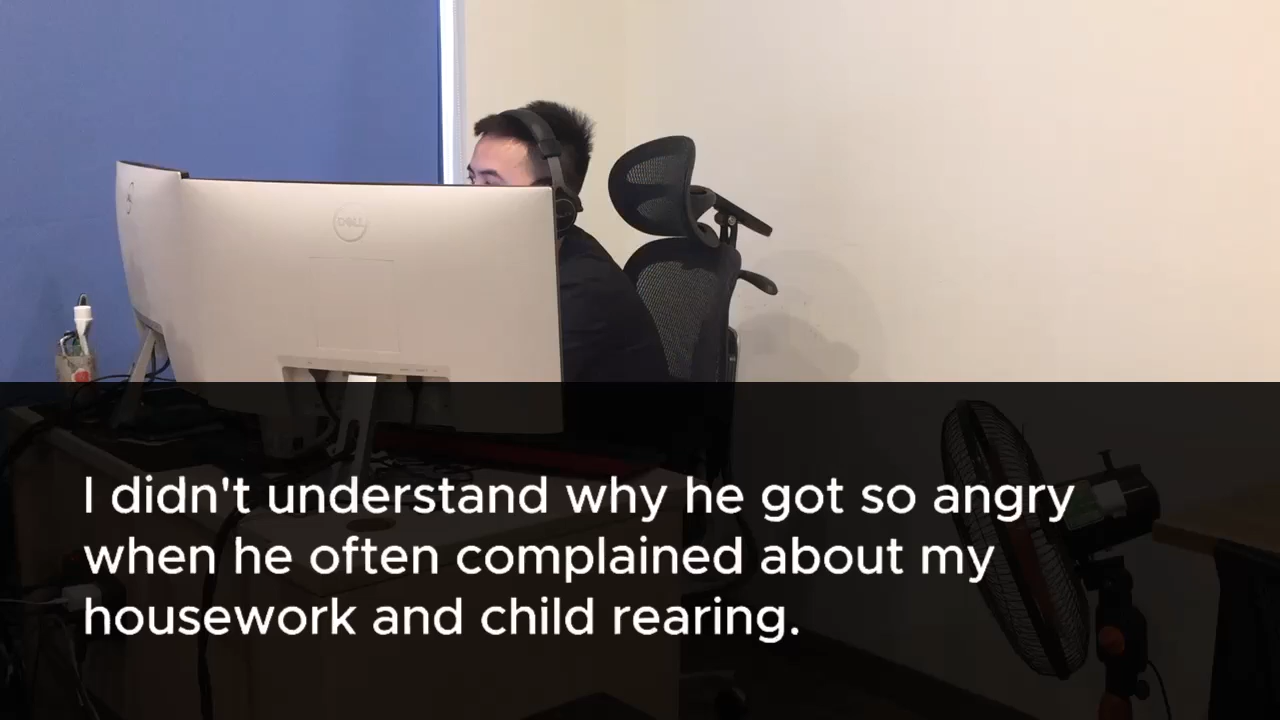 DELL
I didn't understand why he got so angry
when he often complained about my
housework and child rearing.